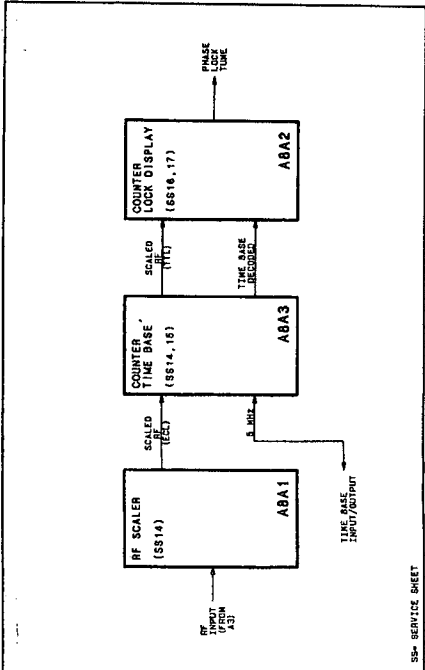 RF
INPUT
(FROM
A3)
RF SCALER
(SS14)
A8A1
SCALED
RF
(ECL)
5 MHZ
TIME BASE
INPUT/OUTPUT
COUNTER
TIME BASE'
(SS14,15)
A8A3
SCALED
RF
(TTL)
TIME BASE
DECODED
COUNTER
LOCK DISPLAY
(SS16,17)
A8A2
PHASE
LOCK
TUNE
SS= SERVICE SHEET